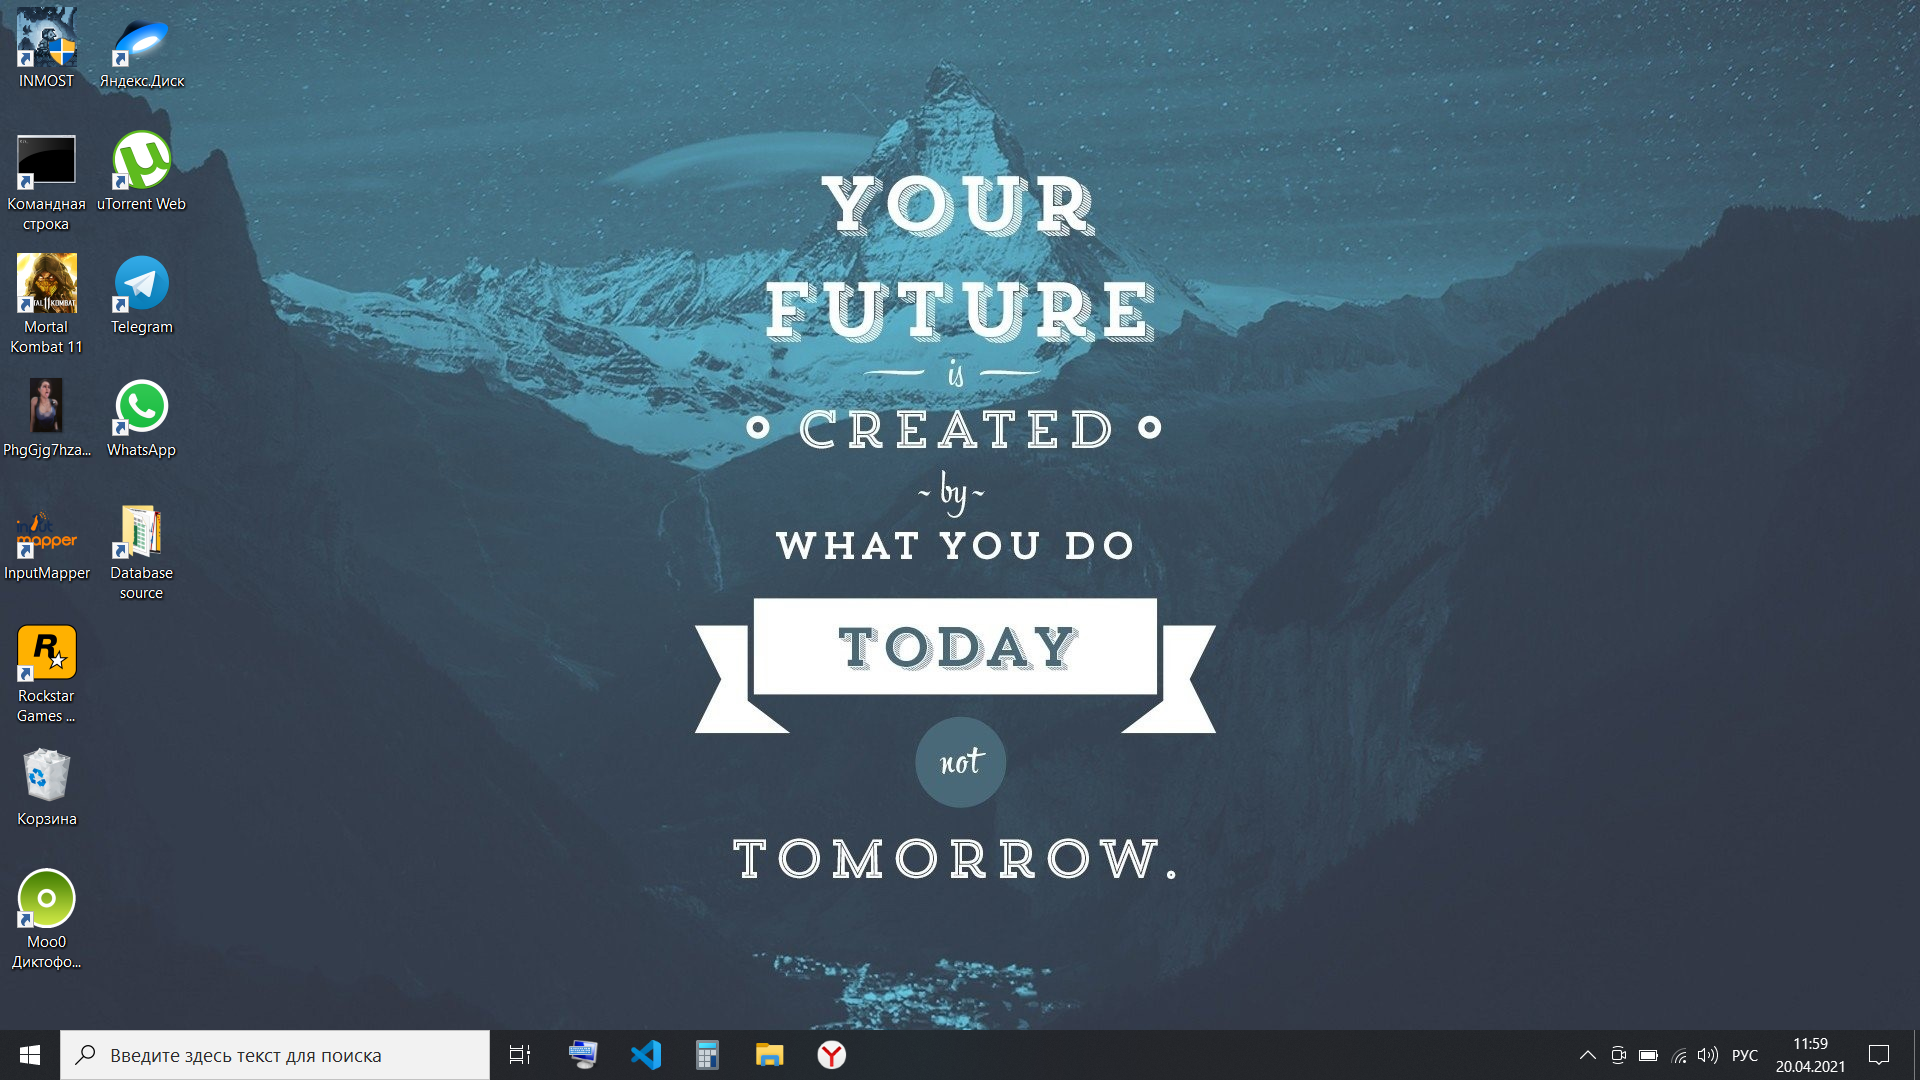 INMOST
Яндекс.Диск
Командная
строка
uTorrent Web
Mortal
Kombat 11
Telegram
PhgGjg7hza...
WhatsApp
input
mapper
InputMapper
Database
source
R
Rockstar
Games ...
Корзина
Moo0
Диктофо...
YOUR
FUTURE
is
CREATED
~ by ~
WHAT YOU DO
TODAY
not
TOMORROW.
Введите здесь текст для поиска
РУС
11:59
20.04.2021